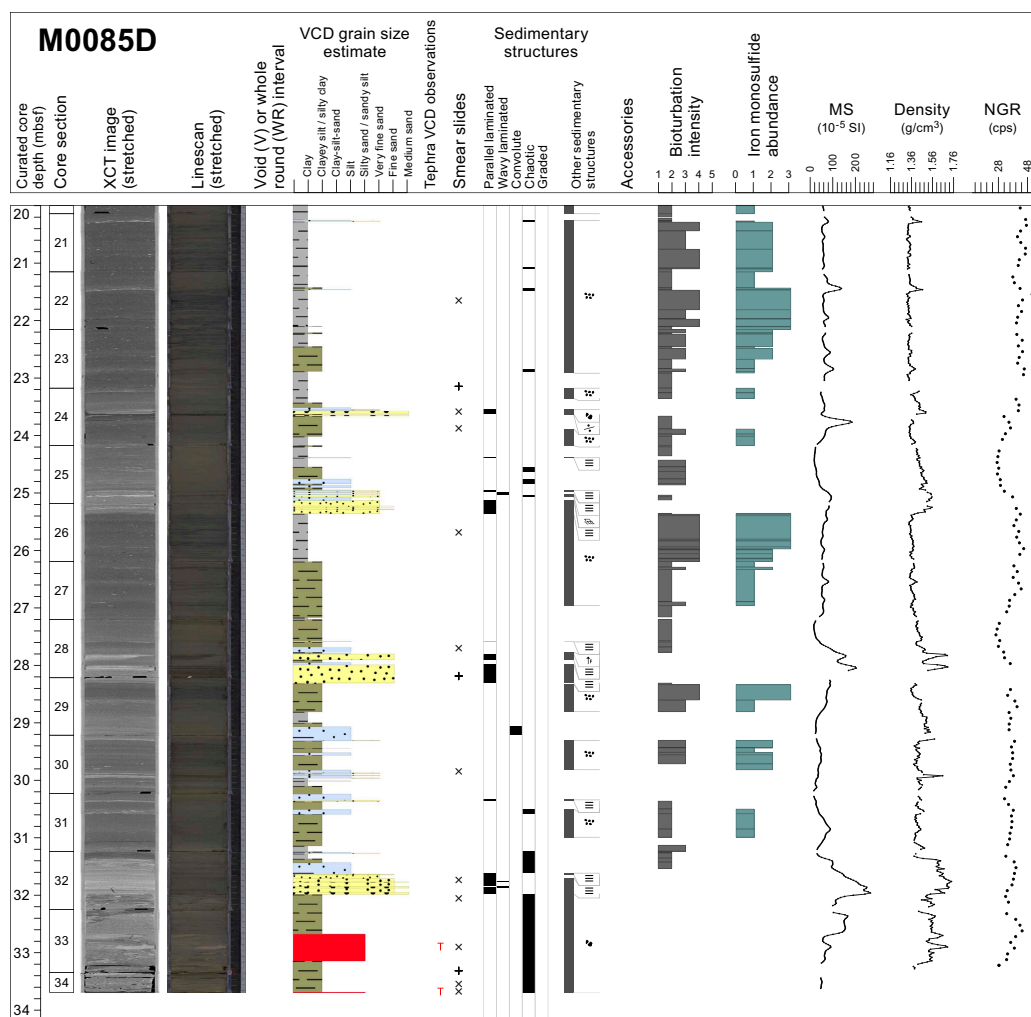 M0085D
Curated core
depth (mbsf)
Core section
XCT image
(stretched)
Linescan
(stretched)
Void (V) or whole
round (WR) interval
VCD grain size
estimate
Clay
Clayey silt / silty clay
Clay-silt-sand
Silt
Silty sand / sandy silt
Very fine sand
Fine sand
Medium sand
Tephra VCD observations
Smear slides
Sedimentary
structures
Parallel laminated
Wavy laminated
Convolute
Chaotic
Graded
Other sedimentary
structures
Accessories
Bioturbation
intensity
1 2 3 4 5
Iron monosulfide
abundance
0 1 2 3
MS
(10⁻⁵ SI)
0 100 200
Density
(g/cm³)
1.16 1.36 1.56 1.76
NGR
(cps)
28 48
20
21
22
23
24
25
26
27
28
29
30
31
32
33
34
21
22
23
24
25
26
27
28
29
30
31
32
33
34
T
T